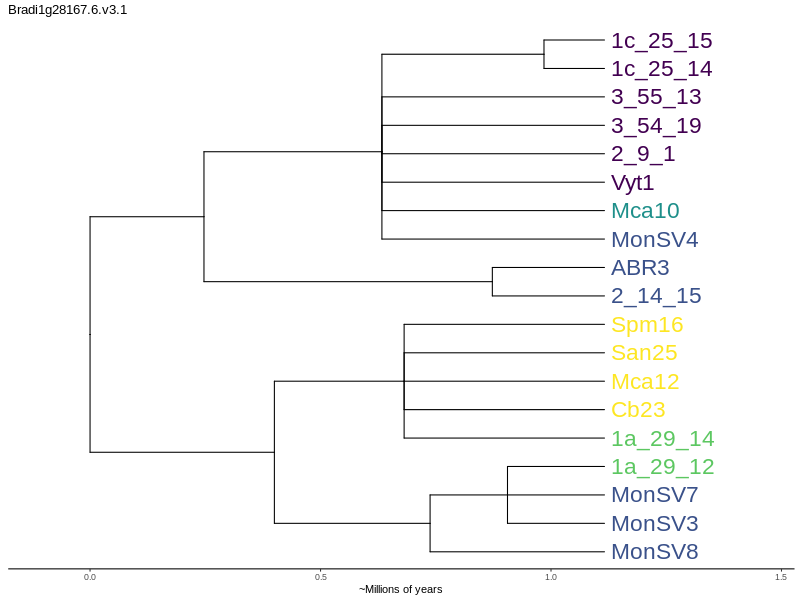 Bradi1g28167.6.v3.1
1c_25_15
1c_25_14
3_55_13
3_54_19
2_9_1
Vyt1
Mca10
MonSV4
ABR3
2_14_15
Spm16
San25
Mca12
Cb23
1a_29_14
1a_29_12
MonSV7
MonSV3
MonSV8
0.0 0.5 1.0 1.5
~Millions of years